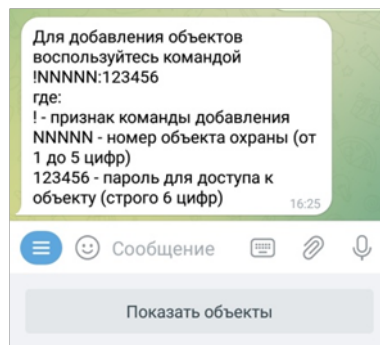 Для добавления объектов
воспользуйтесь командой
!NNNNN:123456
где:
! - признак команды добавления
NNNNN - номер объекта охраны (от
1 до 5 цифр)
123456 - пароль для доступа к
объекту (строго 6 цифр)
16:25
Сообщение
Показать объекты